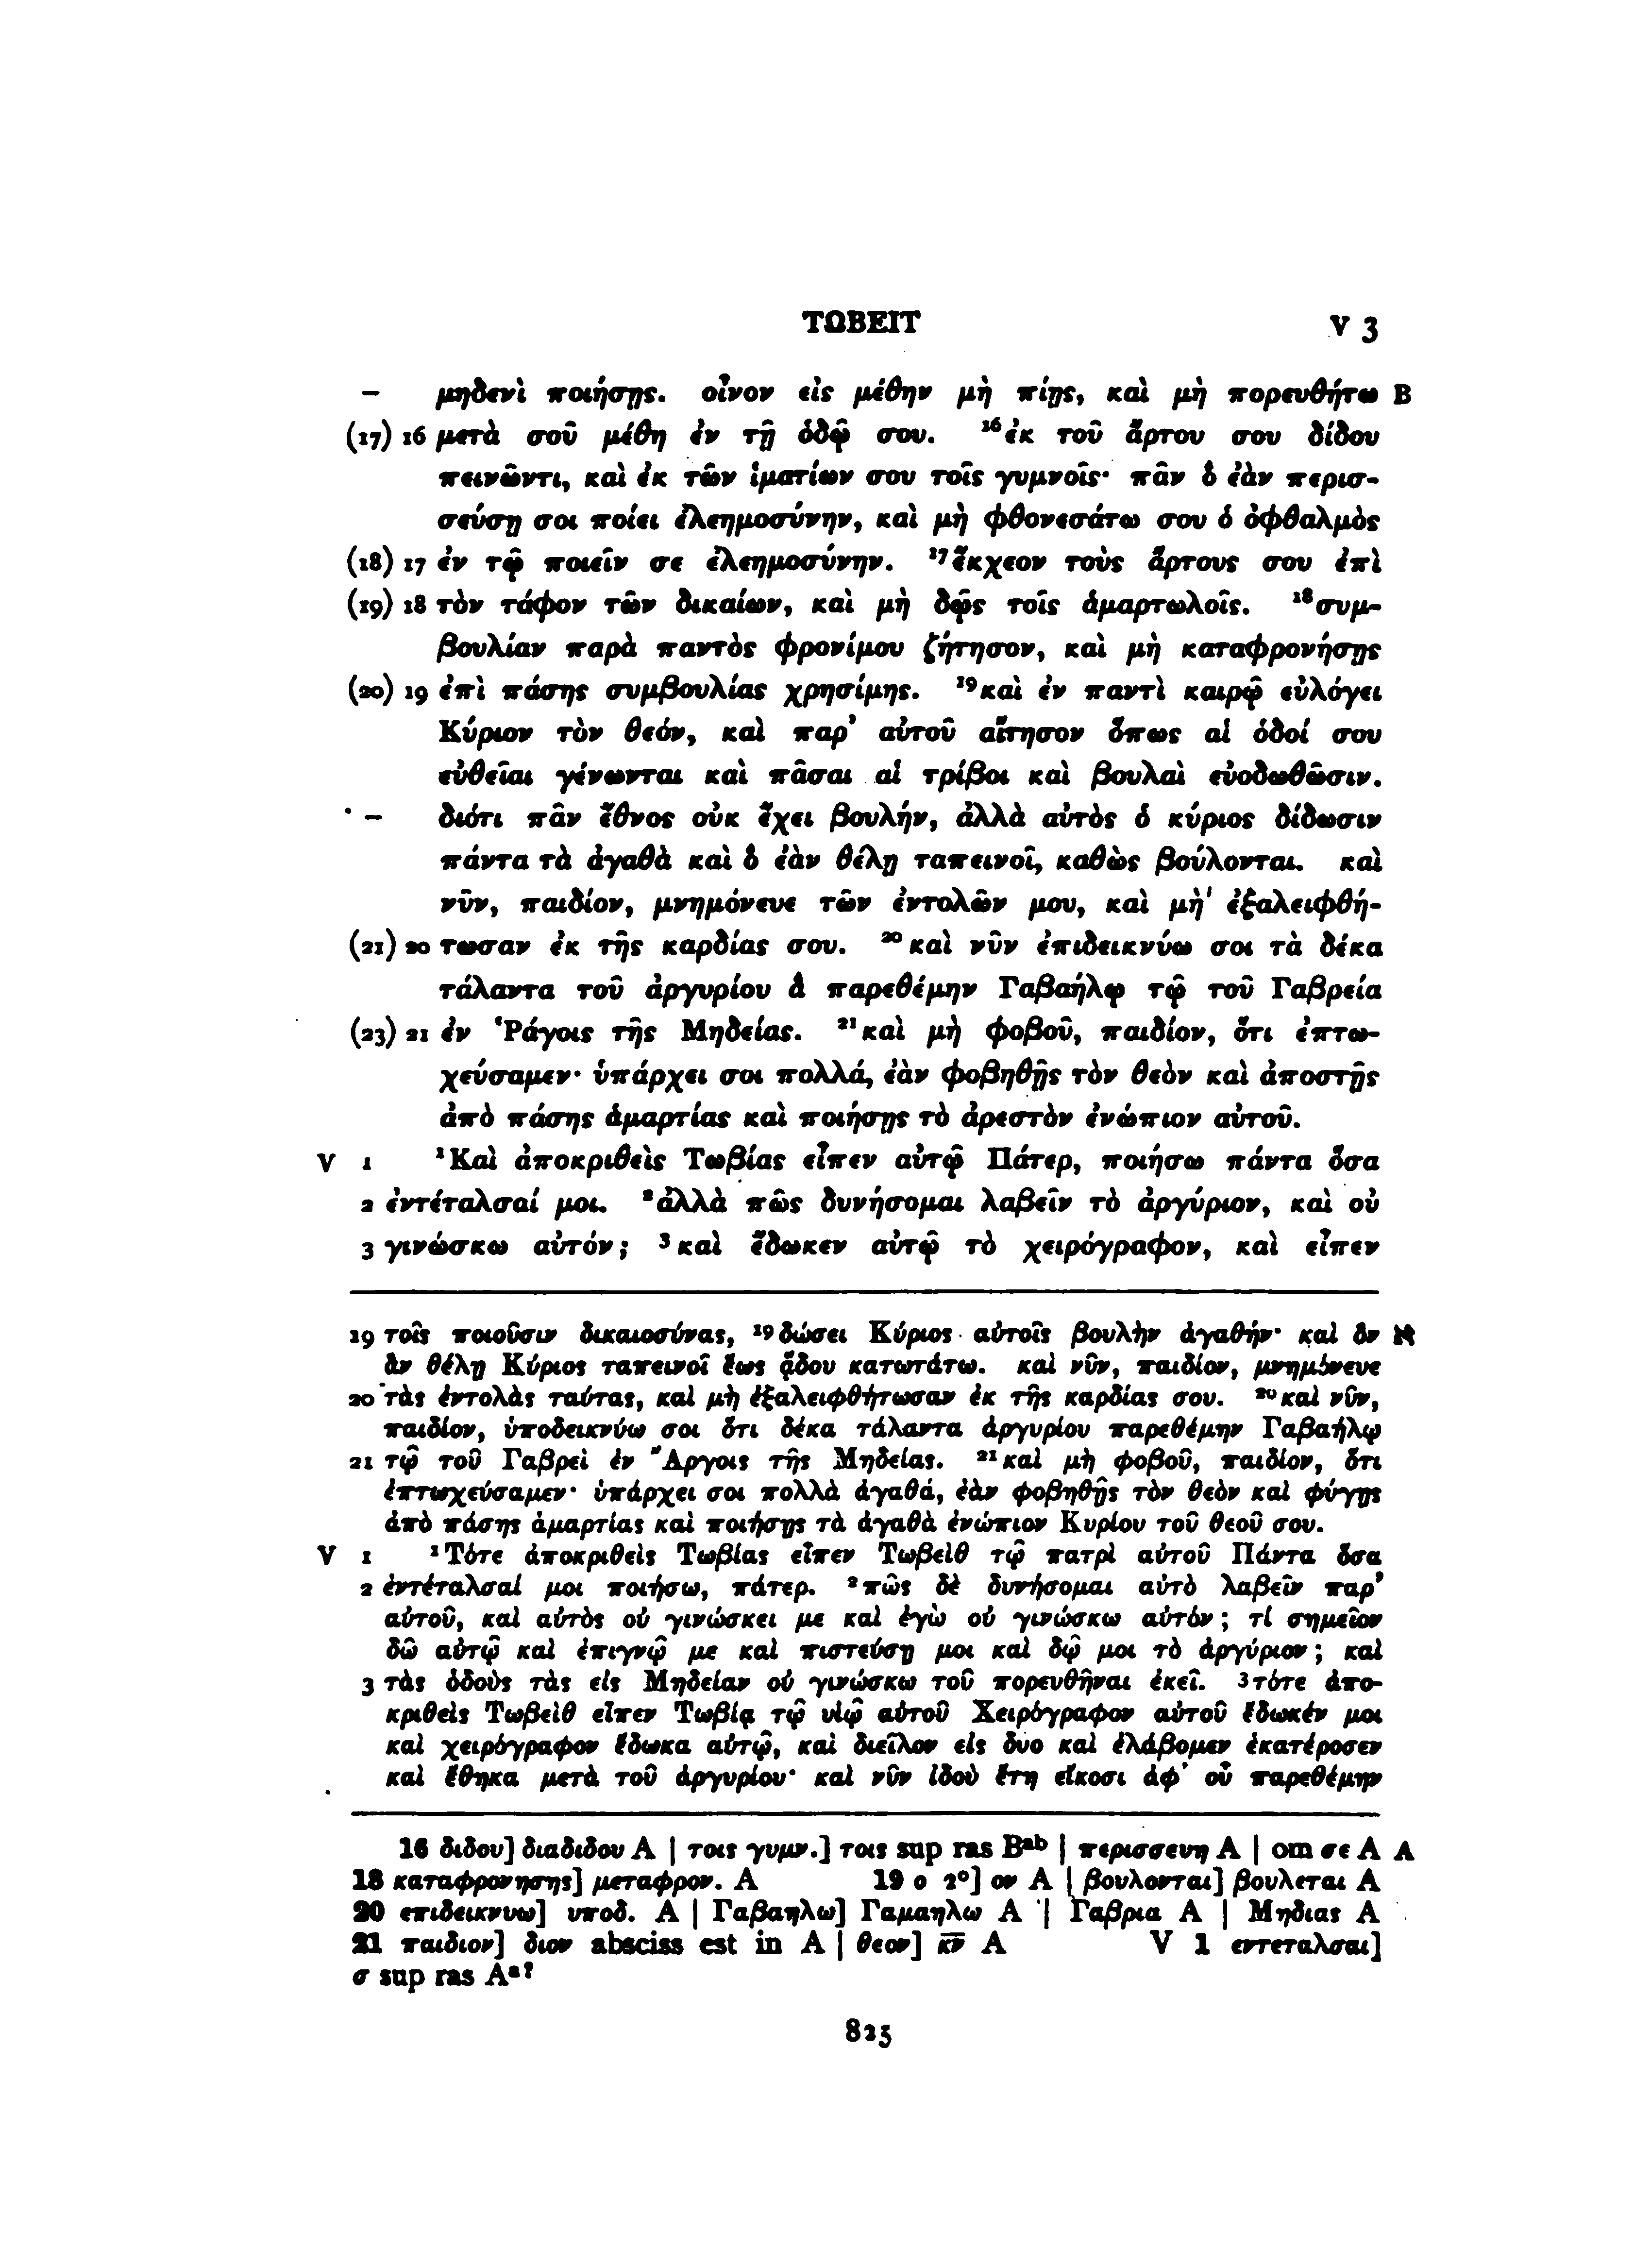 ΤΩΒΕΙΤ V 3
– μηδενὶ ποιήσῃς. οἶνον εἰς μέθην μὴ πίῃς, καὶ μὴ πορευθήτω B
(17) 16 μετὰ σοῦ μέθη ἐν τῇ ὁδῷ σου. ¹⁶ἐκ τοῦ ἄρτου σου δίδου
πεινῶντι, καὶ ἐκ τῶν ἱματίων σου τοῖς γυμνοῖς· πᾶν ὃ ἐὰν περισ-
σεύσῃ σοι ποίει ἐλεημοσύνην, καὶ μὴ φθονεσάτω σου ὁ ὀφθαλμὸς
(18) 17 ἐν τῷ ποιεῖν σε ἐλεημοσύνην. ¹⁷ἔκχεον τοὺς ἄρτους σου ἐπὶ
(19) 18 τὸν τάφον τῶν δικαίων, καὶ μὴ δῷς τοῖς ἁμαρτωλοῖς. ¹⁸συμ-
βουλίαν παρὰ παντὸς φρονίμου ζήτησον, καὶ μὴ καταφρονήσῃς
(20) 19 ἐπὶ πάσης συμβουλίας χρησίμης. ¹⁹καὶ ἐν παντὶ καιρῷ εὐλόγει
Κύριον τὸν θεόν, καὶ παρ' αὐτοῦ αἴτησον ὅπως αἱ ὁδοί σου
εὐθεῖαι γένωνται καὶ πᾶσαι αἱ τρίβοι καὶ βουλαὶ εὐοδωθῶσιν.
– διότι πᾶν ἔθνος οὐκ ἔχει βουλήν, ἀλλὰ αὐτὸς ὁ κύριος δίδωσιν
πάντα τὰ ἀγαθὰ καὶ ὃ ἐὰν θέλῃ ταπεινοῖ, καθὼς βούλονται. καὶ
νῦν, παιδίον, μνημόνευε τῶν ἐντολῶν μου, καὶ μὴ ἐξαλειφθή-
(21) 20 τωσαν ἐκ τῆς καρδίας σου. ²⁰καὶ νῦν ἐπιδεικνύω σοι τὰ δέκα
τάλαντα τοῦ ἀργυρίου ἃ παρεθέμην Γαβαήλῳ τῷ τοῦ Γαβρεία
(23) 21 ἐν Ῥάγοις τῆς Μηδείας. ²¹καὶ μὴ φοβοῦ, παιδίον, ὅτι ἐπτω-
χεύσαμεν· ὑπάρχει σοι πολλά, ἐὰν φοβηθῇς τὸν θεὸν καὶ ἀποστῇς
ἀπὸ πάσης ἁμαρτίας καὶ ποιήσῃς τὸ ἀρεστὸν ἐνώπιον αὐτοῦ.
V 1 ¹Καὶ ἀποκριθεὶς Τωβίας εἶπεν αὐτῷ Πάτερ, ποιήσω πάντα ὅσα
2 ἐντέταλσαί μοι. ²ἀλλὰ πῶς δυνήσομαι λαβεῖν τὸ ἀργύριον, καὶ οὐ
3 γινώσκω αὐτόν; ³καὶ ἔδωκεν αὐτῷ τὸ χειρόγραφον, καὶ εἶπεν
19 τοῖς ποιοῦσιν δικαιοσύνας, ¹⁹δώσει Κύριος αὐτοῖς βουλὴν ἀγαθήν· καὶ ὃν א
ἂν θέλῃ Κύριος ταπεινοῖ ἕως ᾅδου κατωτάτω. καὶ νῦν, παιδίον, μνημόνευε
20 τὰς ἐντολὰς ταύτας, καὶ μὴ ἐξαλειφθήτωσαν ἐκ τῆς καρδίας σου. ²⁰καὶ νῦν,
παιδίον, ὑποδεικνύω σοι ὅτι δέκα τάλαντα ἀργυρίου παρεθέμην Γαβαήλῳ
21 τῷ τοῦ Γαβρεὶ ἐν Ἄργοις τῆς Μηδείας. ²¹καὶ μὴ φοβοῦ, παιδίον, ὅτι
ἐπτωχεύσαμεν· ὑπάρχει σοι πολλὰ ἀγαθά, ἐὰν φοβηθῇς τὸν θεὸν καὶ φύγῃς
ἀπὸ πάσης ἁμαρτίας καὶ ποιήσῃς τὰ ἀγαθὰ ἐνώπιον Κυρίου τοῦ θεοῦ σου.
V 1 ¹Τότε ἀποκριθεὶς Τωβίας εἶπεν Τωβεὶθ τῷ πατρὶ αὐτοῦ Πάντα ὅσα
2 ἐντέταλσαί μοι ποιήσω, πάτερ. ²πῶς δὲ δυνήσομαι αὐτὸ λαβεῖν παρ'
αὐτοῦ, καὶ αὐτὸς οὐ γινώσκει με καὶ ἐγὼ οὐ γινώσκω αὐτόν; τί σημεῖον
δῶ αὐτῷ καὶ ἐπιγνῷ με καὶ πιστεύσῃ μοι καὶ δῷ μοι τὸ ἀργύριον; καὶ
3 τὰς ὁδοὺς τὰς εἰς Μηδείαν οὐ γινώσκω τοῦ πορευθῆναι ἐκεῖ. ³τότε ἀπο-
κριθεὶς Τωβεὶθ εἶπεν Τωβίᾳ τῷ υἱῷ αὐτοῦ Χειρόγραφον αὐτοῦ ἔδωκέν μοι
καὶ χειρόγραφον ἔδωκα αὐτῷ, καὶ διεῖλον εἰς δύο καὶ ἐλάβομεν ἑκατέροσεν
καὶ ἔθηκα μετὰ τοῦ ἀργυρίου· καὶ νῦν ἰδοὺ ἔτη εἴκοσι ἀφ' οὗ παρεθέμην
16 διδου] διαδιδου A | τοις γυμν.] τοις sup ras Bᵃᵇ | περισσευη A | om σε A A
18 καταφρονησης] μεταφρον. A 19 ο 2°] ον A | βουλονται] βουλεται A
20 επιδεικνυω] υποδ. A | Γαβαηλω] Γαμαηλω A | Γαβρια A | Μηδιας A
21 παιδιον] διον absciss est in A | θεον] κ̅ν̅ A V 1 εντεταλσαι]
σ sup ras Aᵃ?
825